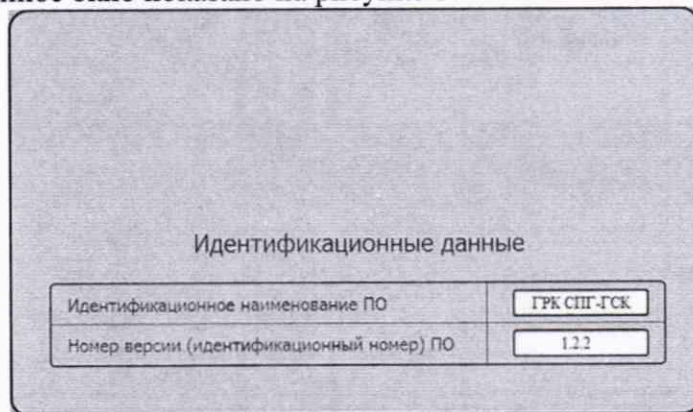 Идентификационные данные
Идентификационное наименование ПО
ГРК СПГ-ГСК
Номер версии (идентификационный номер) ПО
1.2.2